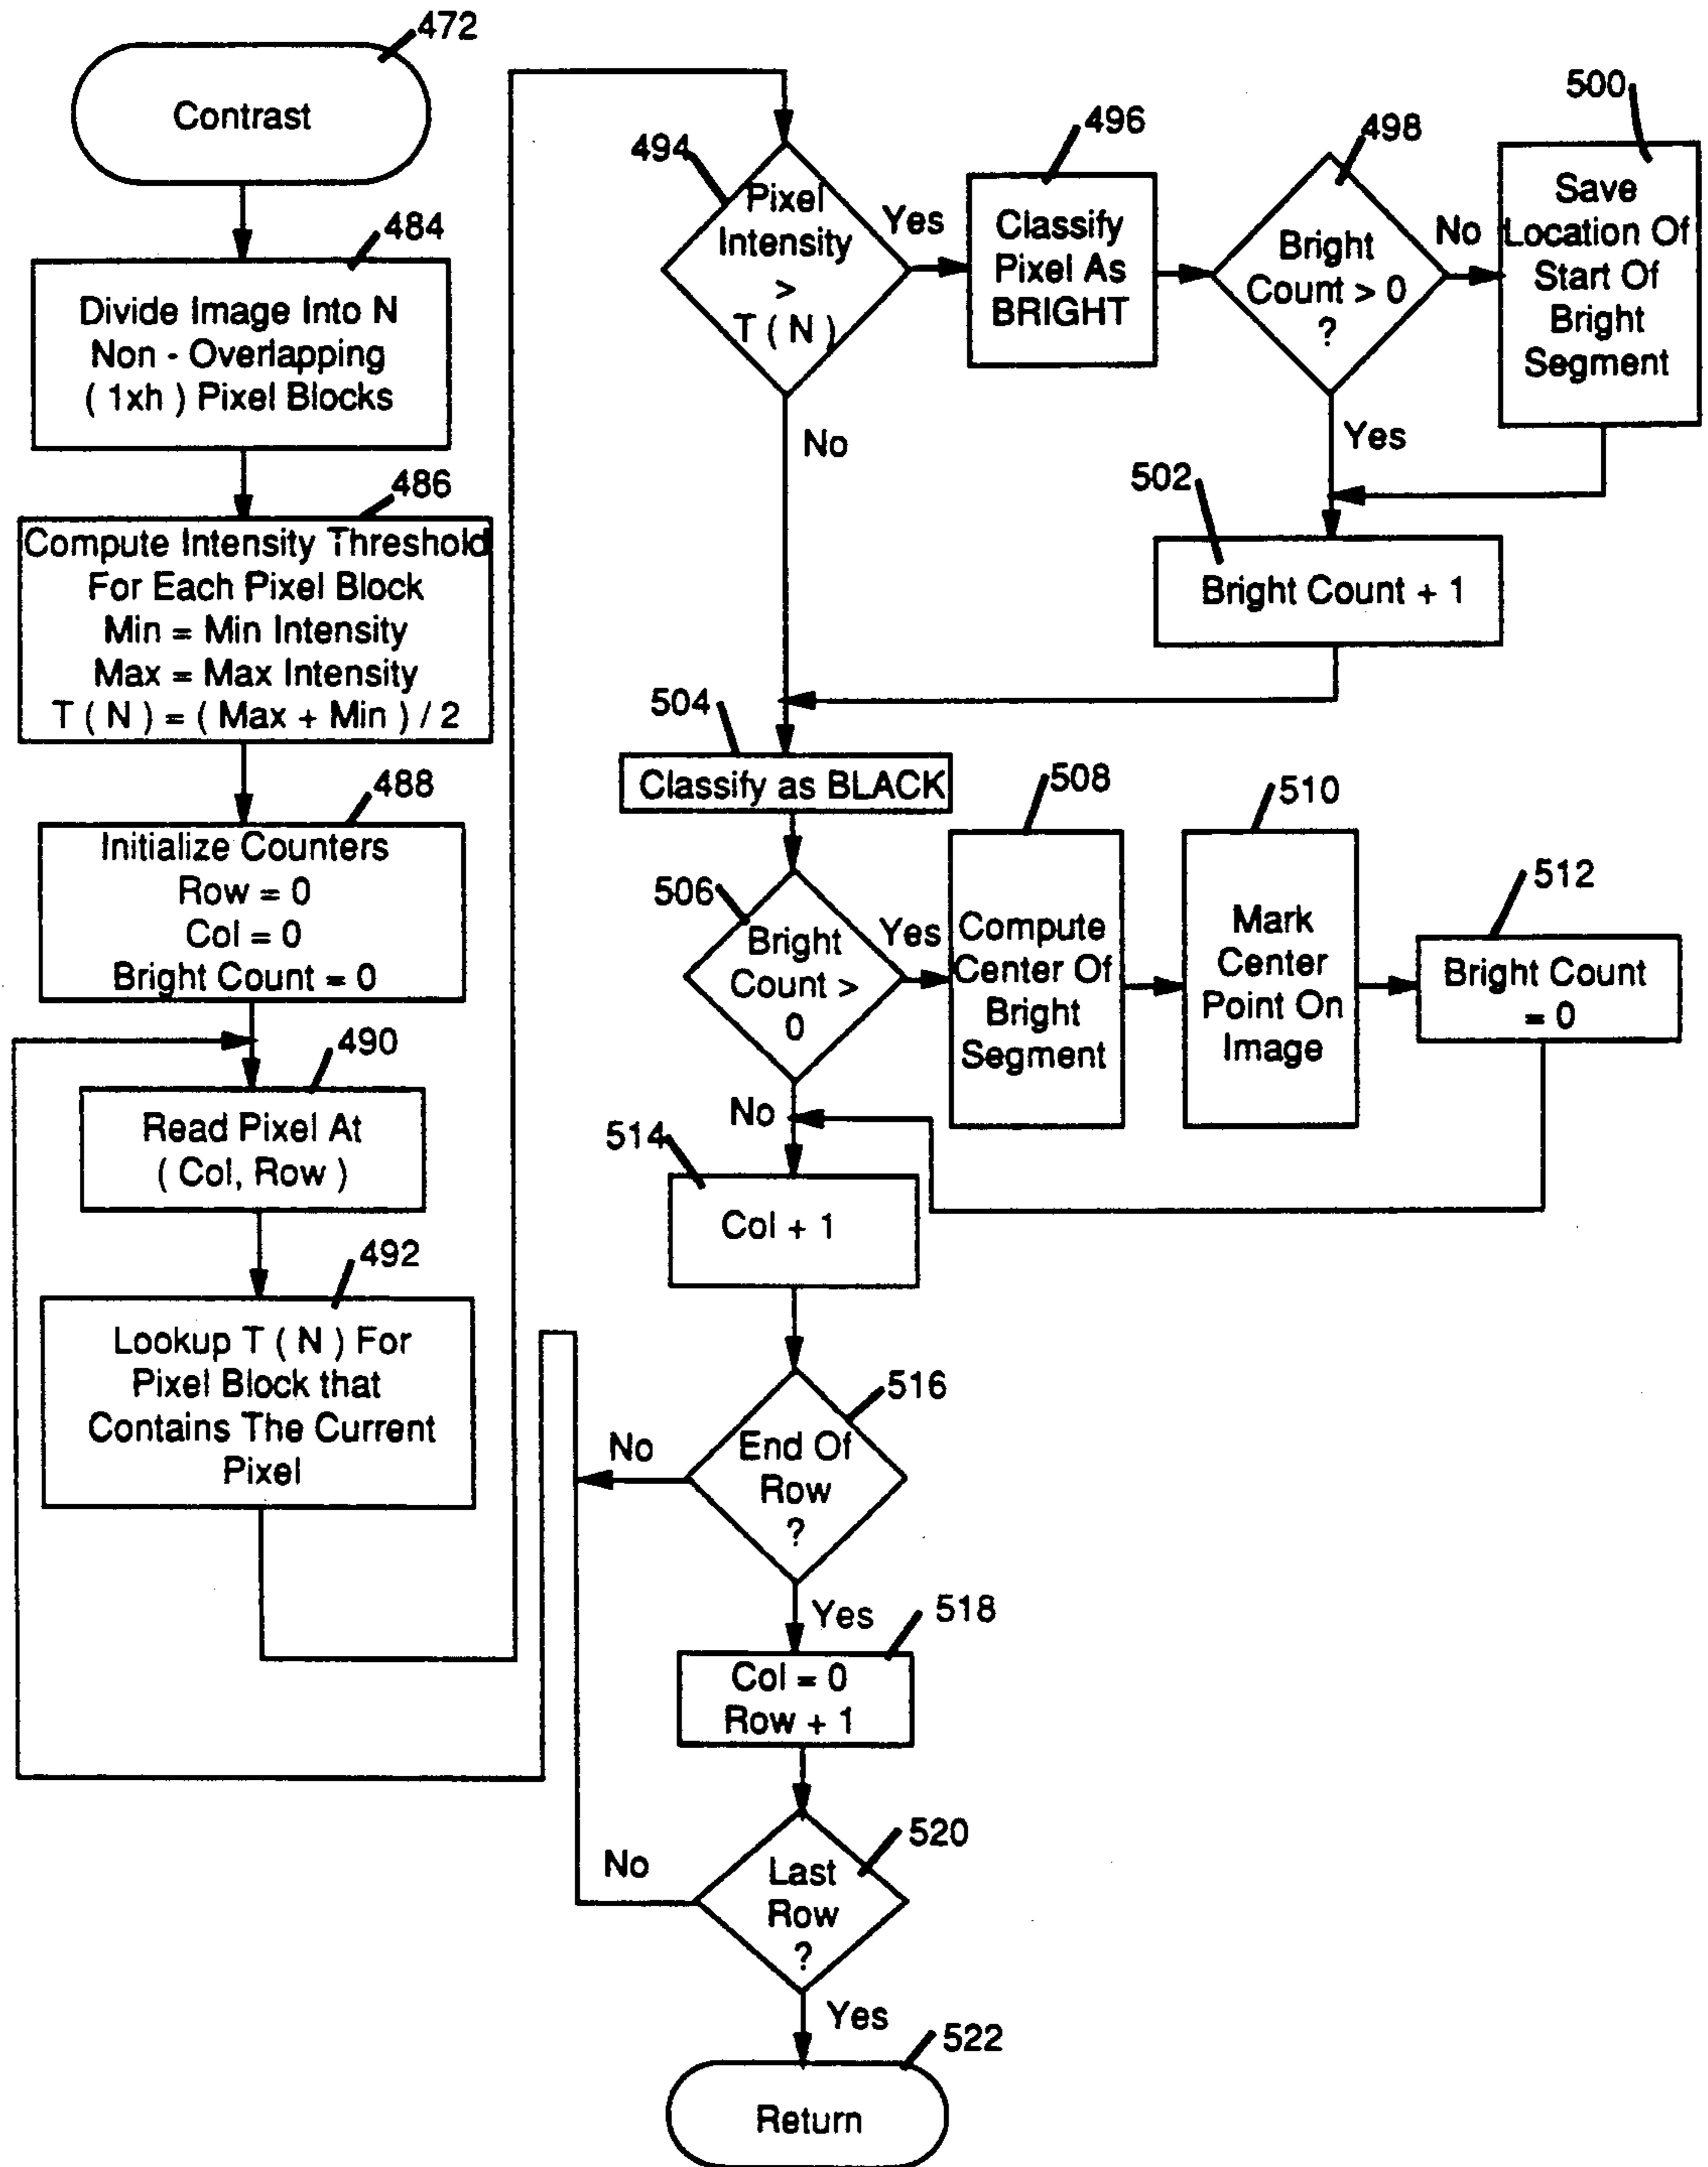 472
Contrast
484
Divide Image Into N
Non - Overlapping
( 1xh ) Pixel Blocks
486
Compute Intensity Threshold
For Each Pixel Block
Min = Min Intensity
Max = Max Intensity
T ( N ) = ( Max + Min ) / 2
488
Initialize Counters
Row = 0
Col = 0
Bright Count = 0
490
Read Pixel At
( Col, Row )
492
Lookup T ( N ) For
Pixel Block that
Contains The Current
Pixel
494
Pixel
Intensity
>
T ( N )
Yes
No
496
Classify
Pixel As
BRIGHT
498
Bright
Count > 0
?
No
Yes
500
Save
Location Of
Start Of
Bright
Segment
502
Bright Count + 1
504
Classify as BLACK
506
Bright
Count >
0
Yes
No
508
Compute
Center Of
Bright
Segment
510
Mark
Center
Point On
Image
512
Bright Count
= 0
514
Col + 1
516
End Of
Row
?
No
Yes
518
Col = 0
Row + 1
520
Last
Row
?
No
Yes
522
Return